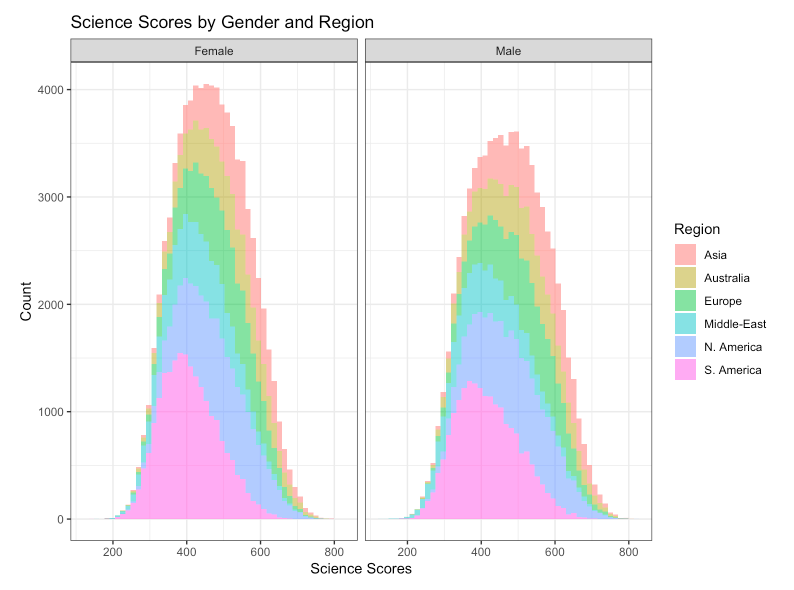 Science Scores by Gender and Region
Female
Male
Count
4000
3000
2000
1000
0
200
400
600
800
200
400
600
800
Science Scores
Region
Asia
Australia
Europe
Middle-East
N. America
S. America